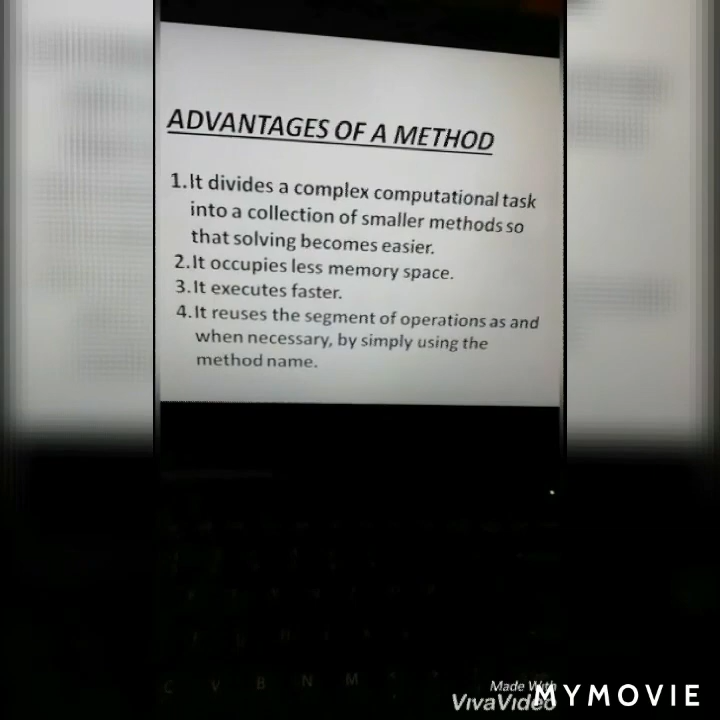 ADVANTAGES OF A METHOD
1.It divides a complex computational task
into a collection of smaller methods so
that solving becomes easier.
2.It occupies less memory space.
3.It executes faster.
4.It reuses the segment of operations as and
when necessary, by simply using the
method name.
C V B N M
Made With
VivaVideo
MYMOVIE